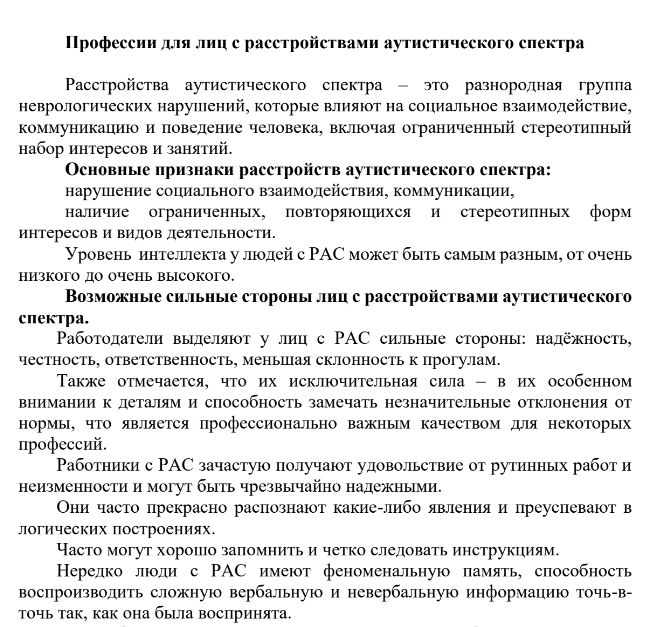 Профессии для лиц с расстройствами аутистического спектра
Расстройства аутистического спектра – это разнородная группа
неврологических нарушений, которые влияют на социальное взаимодействие,
коммуникацию и поведение человека, включая ограниченный стереотипный
набор интересов и занятий.
Основные признаки расстройств аутистического спектра:
нарушение социального взаимодействия, коммуникации,
наличие ограниченных, повторяющихся и стереотипных форм
интересов и видов деятельности.
Уровень интеллекта у людей с РАС может быть самым разным, от очень
низкого до очень высокого.
Возможные сильные стороны лиц с расстройствами аутистического
спектра.
Работодатели выделяют у лиц с РАС сильные стороны: надёжность,
честность, ответственность, меньшая склонность к прогулам.
Также отмечается, что их исключительная сила – в их особенном
внимании к деталям и способность замечать незначительные отклонения от
нормы, что является профессионально важным качеством для некоторых
профессий.
Работники с РАС зачастую получают удовольствие от рутинных работ и
неизменности и могут быть чрезвычайно надежными.
Они часто прекрасно распознают какие-либо явления и преуспевают в
логических построениях.
Часто могут хорошо запомнить и четко следовать инструкциям.
Нередко люди с РАС имеют феноменальную память, способность
воспроизводить сложную вербальную и невербальную информацию точь-в-
точь так, как она была воспринята.